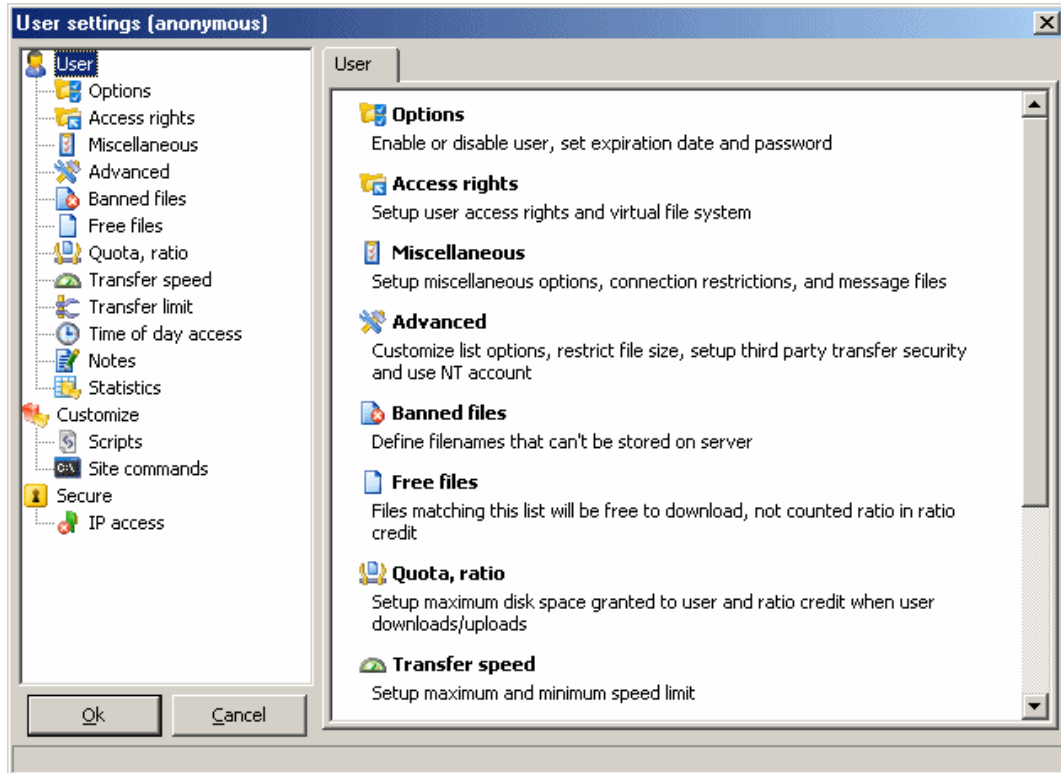 User settings (anonymous)
User
Options
Access rights
Miscellaneous
Advanced
Banned files
Free files
Quota, ratio
Transfer speed
Transfer limit
Time of day access
Notes
Statistics
Customize
Scripts
Site commands
Secure
IP access
Ok
Cancel
User
Options
Enable or disable user, set expiration date and password
Access rights
Setup user access rights and virtual file system
Miscellaneous
Setup miscellaneous options, connection restrictions, and message files
Advanced
Customize list options, restrict file size, setup third party transfer security
and use NT account
Banned files
Define filenames that can't be stored on server
Free files
Files matching this list will be free to download, not counted ratio in ratio
credit
Quota, ratio
Setup maximum disk space granted to user and ratio credit when user
downloads/uploads
Transfer speed
Setup maximum and minimum speed limit